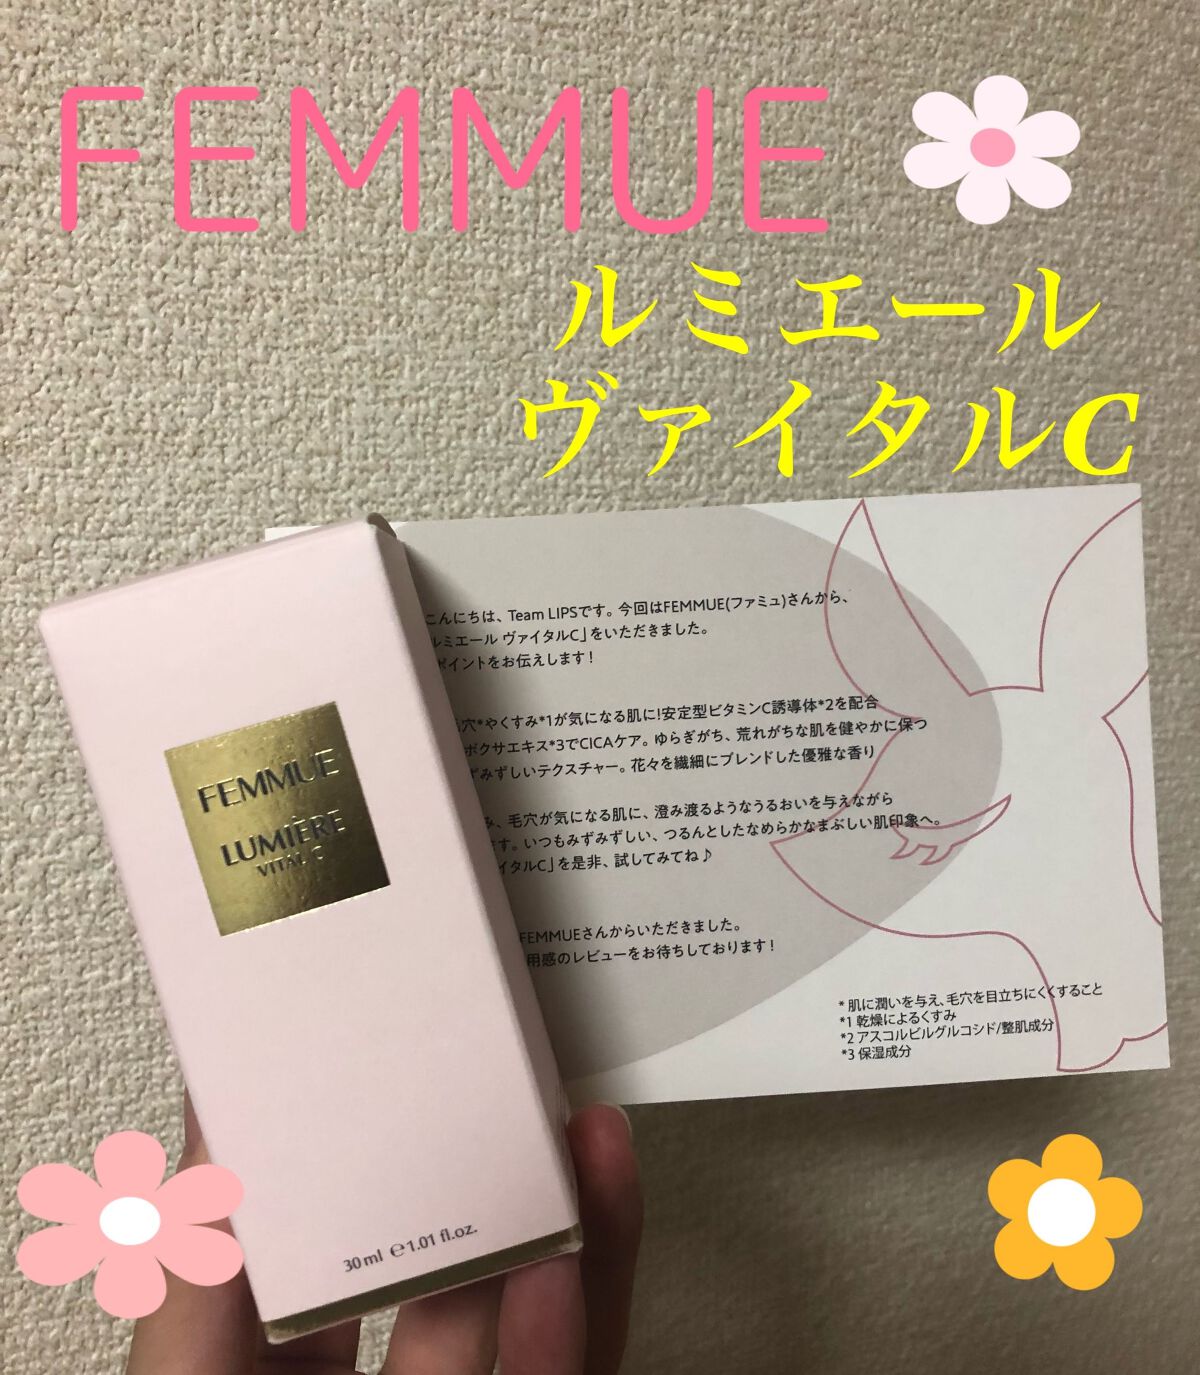 FEMMUE
ルミエール
ヴァイタルC
こんにちは、Team LIPSです。今回はFEMMUE(ファミュ)さんから、
ルミエール ヴァイタルC」をいただきました。
ポイントをお伝えします!
穴*やくすみ*1が気になる肌に!安定型ビタミンC誘導体*2を配合
ボクサエキス*3でCICAケア。ゆらぎがち、荒れがちな肌を健やかに保つ
ずみずしいテクスチャー。花々を繊細にブレンドした優雅な香り
み、毛穴が気になる肌に、澄み渡るようなうるおいを与えながら
ます。いつもみずみずしい、つるんとしたなめらかなまぶしい肌印象へ。
イタルC」を是非、試してみてね♪
FEMMUEさんからいただきました。
用感のレビューをお待ちしております!
* 肌に潤いを与え、毛穴を目立ちにくくすること
*1 乾燥によるくすみ
*2 アスコルビルグルコシド/整肌成分
*3 保湿成分
FEMMUE
LUMIÈRE
VITAL C
30ml ℮1.01 fl.oz.